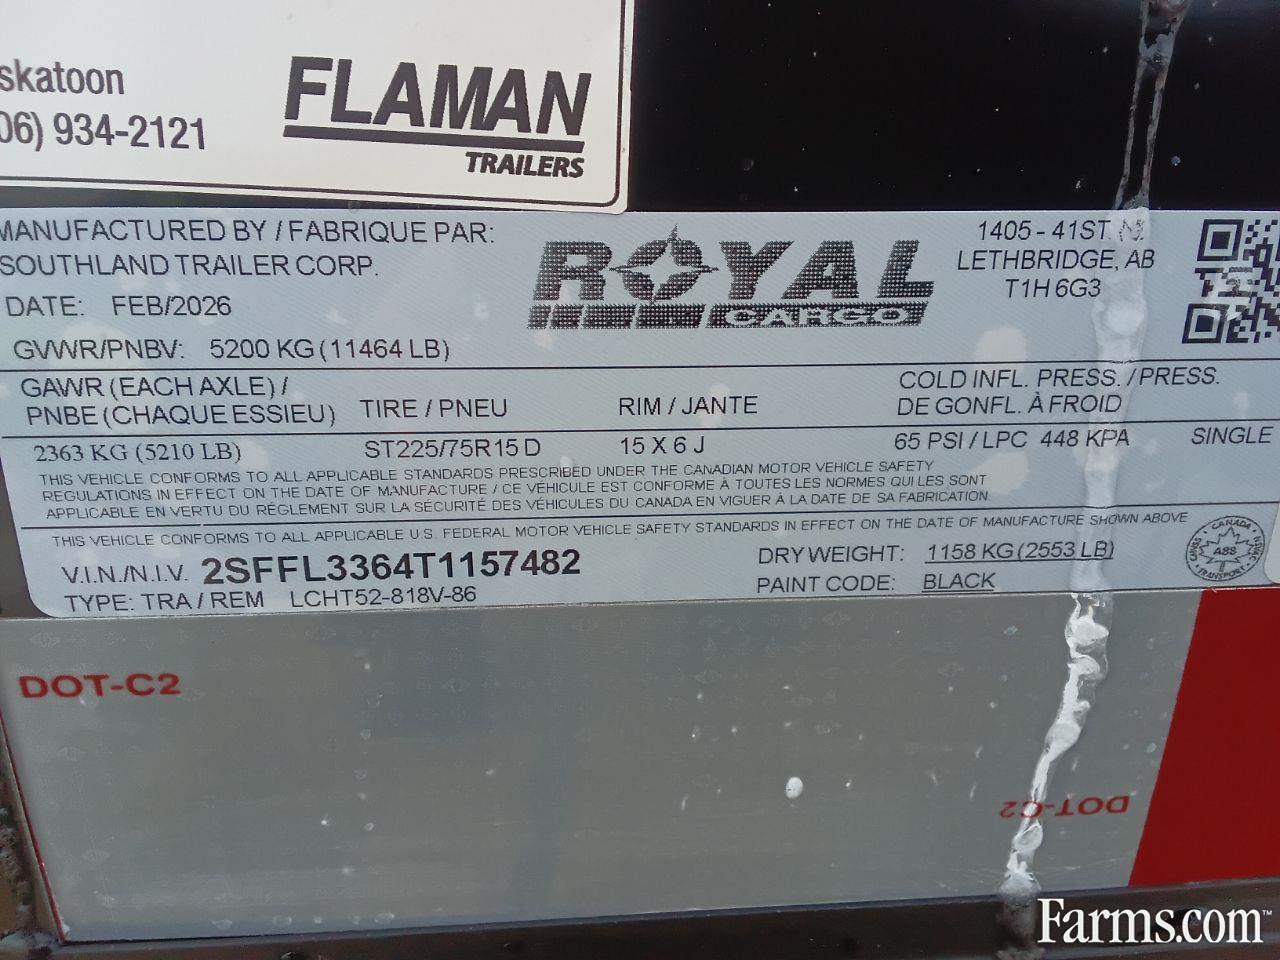 skatoon
06) 934-2121
FLAMAN
TRAILERS
MANUFACTURED BY / FABRIQUE PAR:
SOUTHLAND TRAILER CORP.
DATE: FEB/2026
ROYAL
CARGO
1405 - 41ST. N
LETHBRIDGE, AB
T1H 6G3
GVWR/PNBV: 5200 KG (11464 LB)
GAWR (EACH AXLE) /
PNBE (CHAQUE ESSIEU)
TIRE / PNEU
RIM / JANTE
COLD INFL. PRESS. / PRESS.
DE GONFL. À FROID
2363 KG (5210 LB) ST225/75R15 D 15 X 6 J 65 PSI / LPC 448 KPA SINGLE
THIS VEHICLE CONFORMS TO ALL APPLICABLE STANDARDS PRESCRIBED UNDER THE CANADIAN MOTOR VEHICLE SAFETY
REGULATIONS IN EFFECT ON THE DATE OF MANUFACTURE / CE VÉHICULE EST CONFORME À TOUTES LES NORMES QUI LES SONT
APPLICABLE EN VERTU DU RÉGLEMENT SUR LA SÉCURITÉ DES VÉHICULES DU CANADA EN VIGUER À LA DATE DE SA FABRICATION.
THIS VEHICLE CONFORMS TO ALL APPLICABLE U.S. FEDERAL MOTOR VEHICLE SAFETY STANDARDS IN EFFECT ON THE DATE OF MANUFACTURE SHOWN ABOVE
V.I.N./N.I.V. 2SFFL3364T1157482
TYPE: TRA / REM LCHT52-818V-86
DRY WEIGHT: 1158 KG (2553 LB)
PAINT CODE: BLACK
CANADA
TRANSPORT
DOT-C2
DOT-C2
Farms.com™